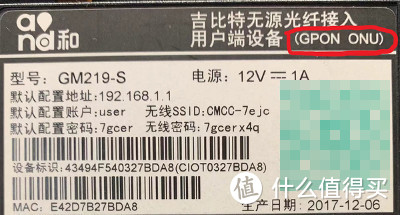 and和
吉比特无源光纤接入
用户端设备 (GPON ONU)
型号: GM219-S 电源: 12V⎓1A
默认配置地址: 192.168.1.1
默认配置账户: user 无线SSID: CMCC-7ejc
默认配置密码: 7gcer 无线密码: 7gcerx4q
设备标识: 43494F540327BDA8(CIOT0327BDA8)
MAC: E42D7B27BDA8
生产日期: 2017-12-06
值 什么值得买